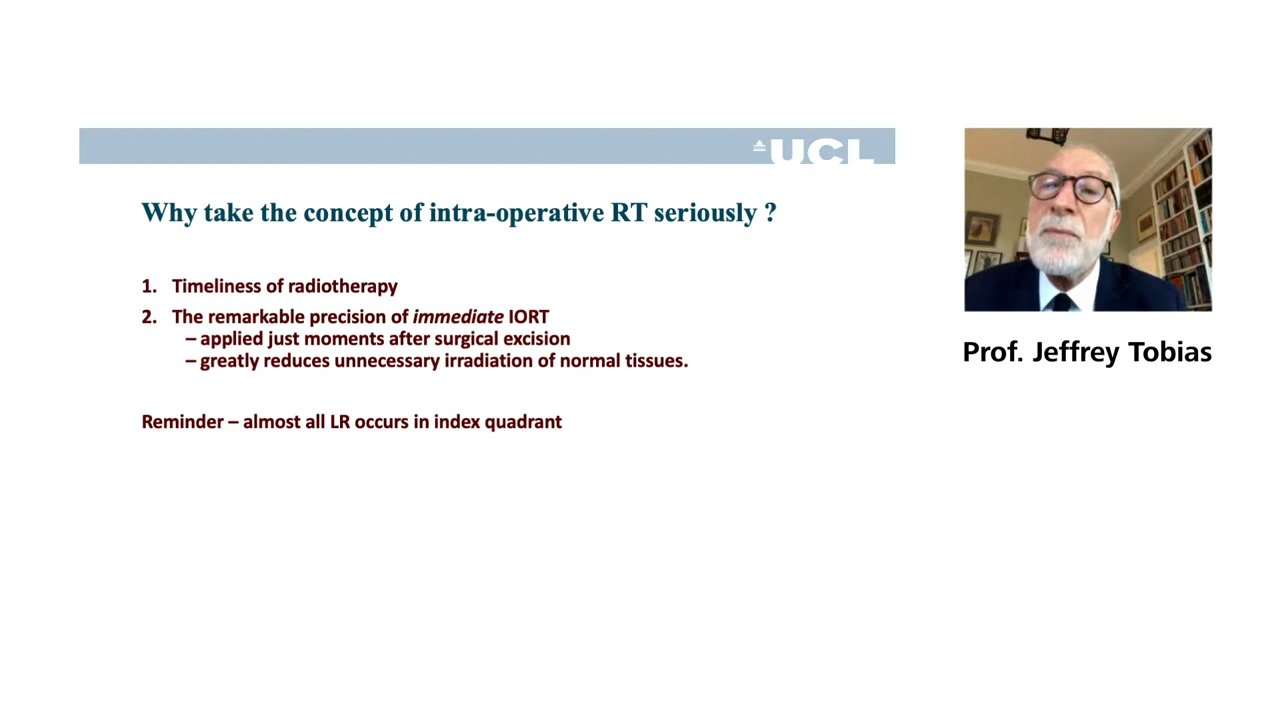 UCL
Why take the concept of intra-operative RT seriously ?
1. Timeliness of radiotherapy
2. The remarkable precision of immediate IORT
– applied just moments after surgical excision
– greatly reduces unnecessary irradiation of normal tissues.
Reminder – almost all LR occurs in index quadrant
Prof. Jeffrey Tobias